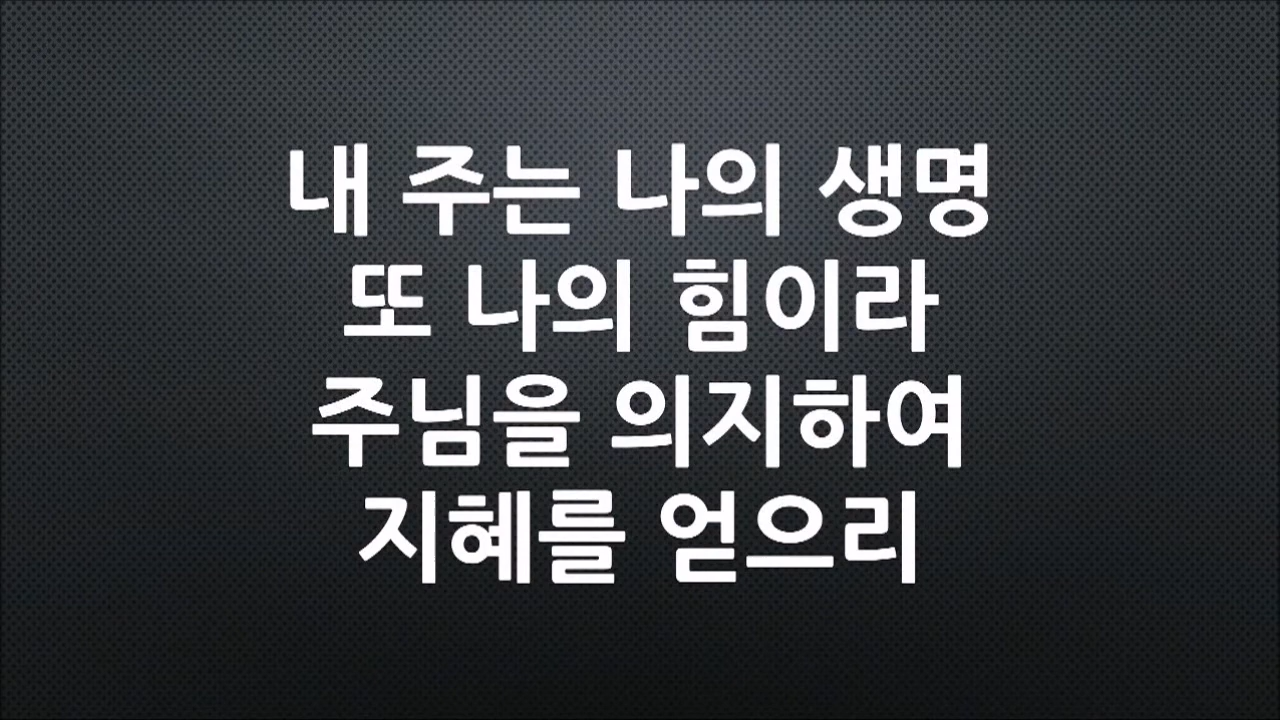 내 주는 나의 생명
또 나의 힘이라
주님을 의지하여
지혜를 얻으리